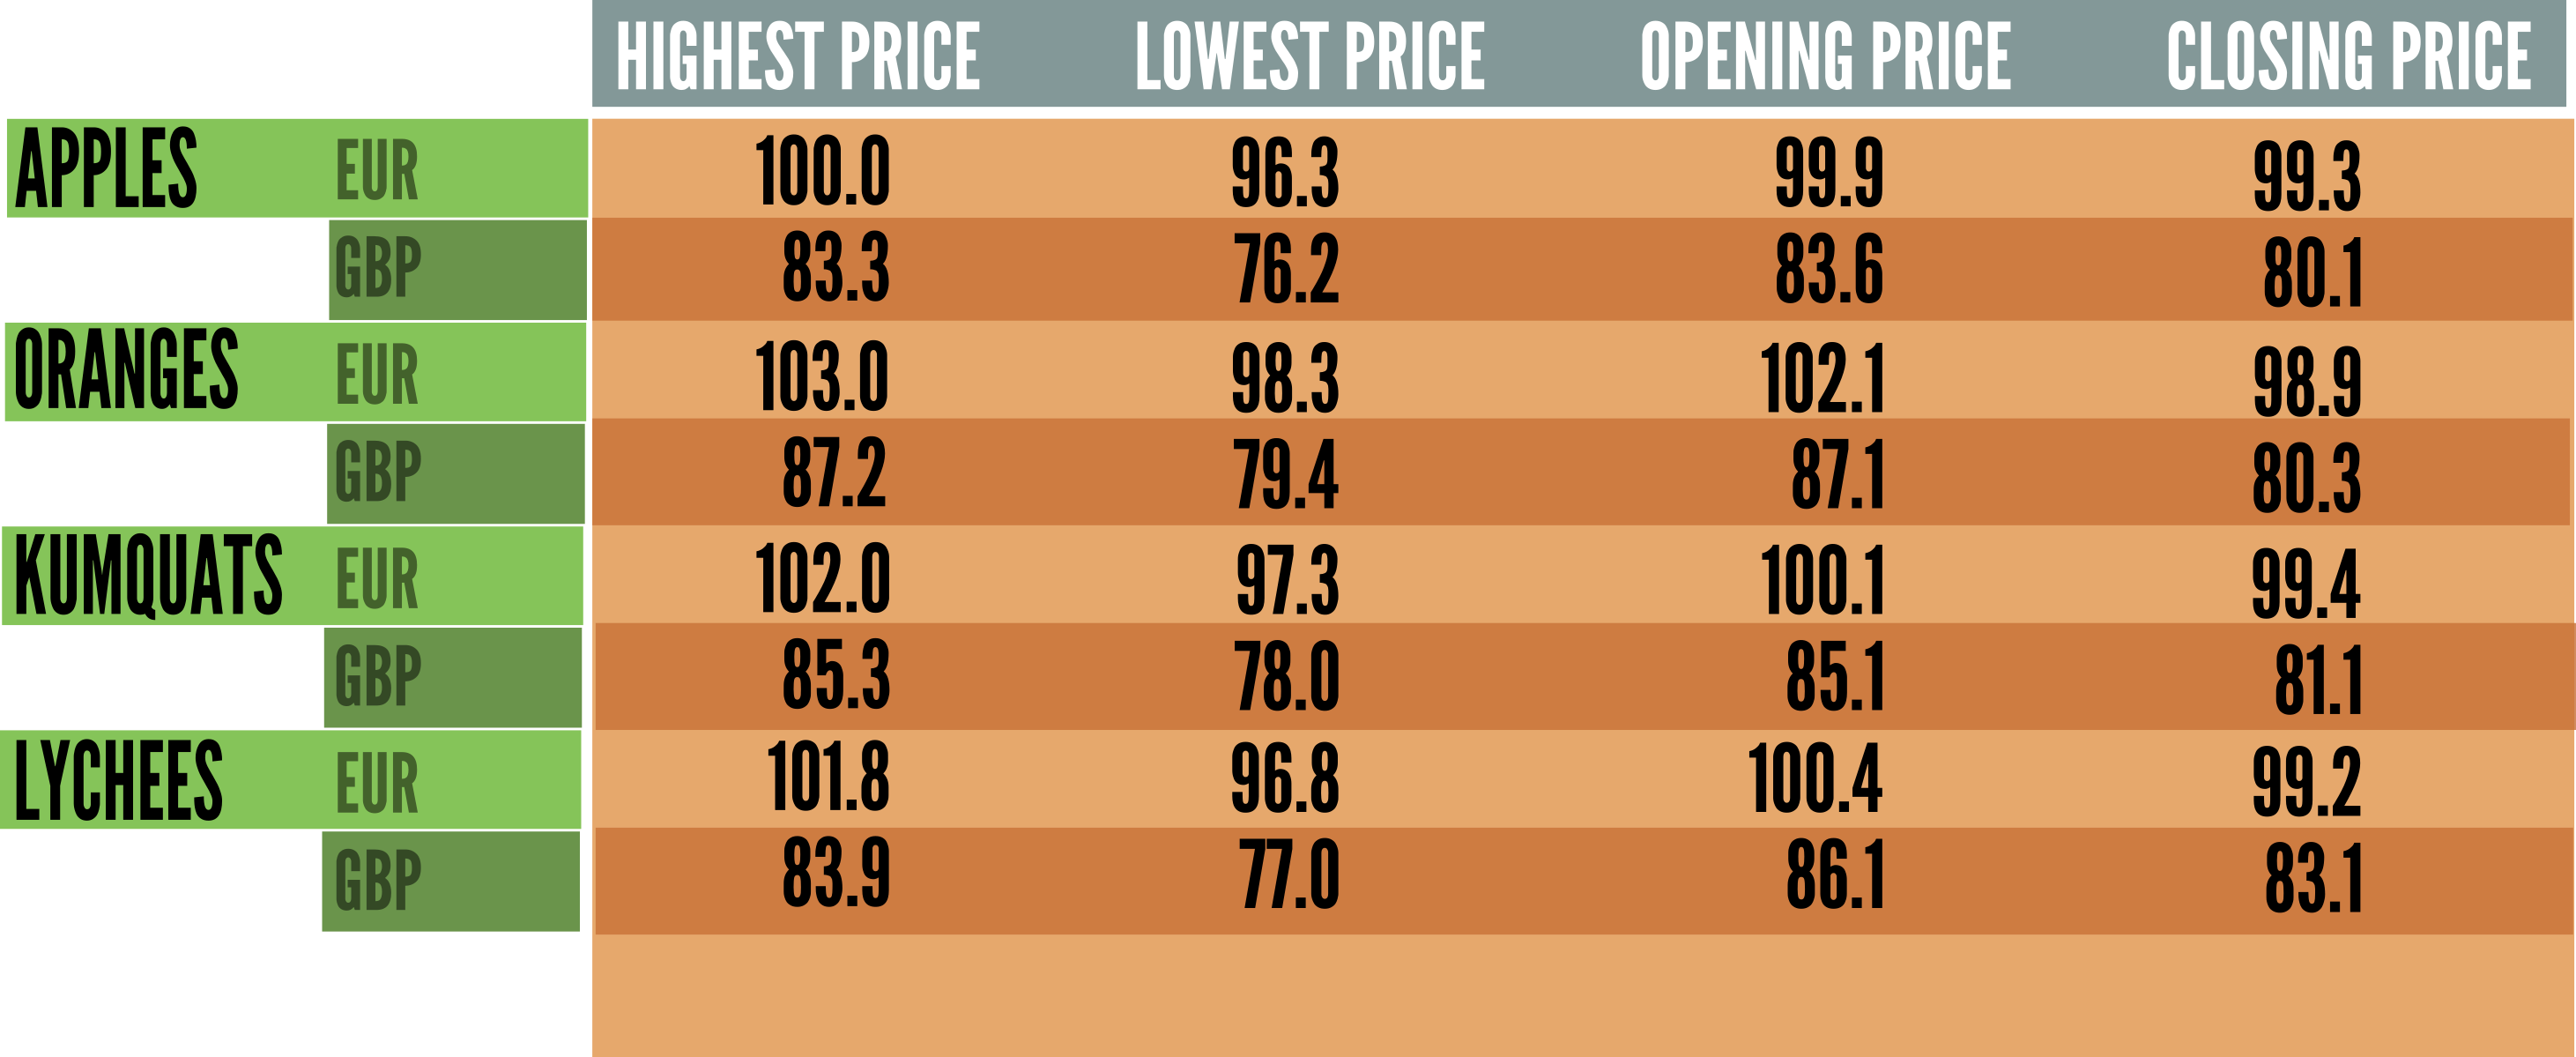 HIGHEST PRICE LOWEST PRICE OPENING PRICE CLOSING PRICE
APPLES EUR 100.0 96.3 99.9 99.3
GBP 83.3 76.2 83.6 80.1
ORANGES EUR 103.0 98.3 102.1 98.9
GBP 87.2 79.4 87.1 80.3
KUMQUATS EUR 102.0 97.3 100.1 99.4
GBP 85.3 78.0 85.1 81.1
LYCHEES EUR 101.8 96.8 100.4 99.2
GBP 83.9 77.0 86.1 83.1